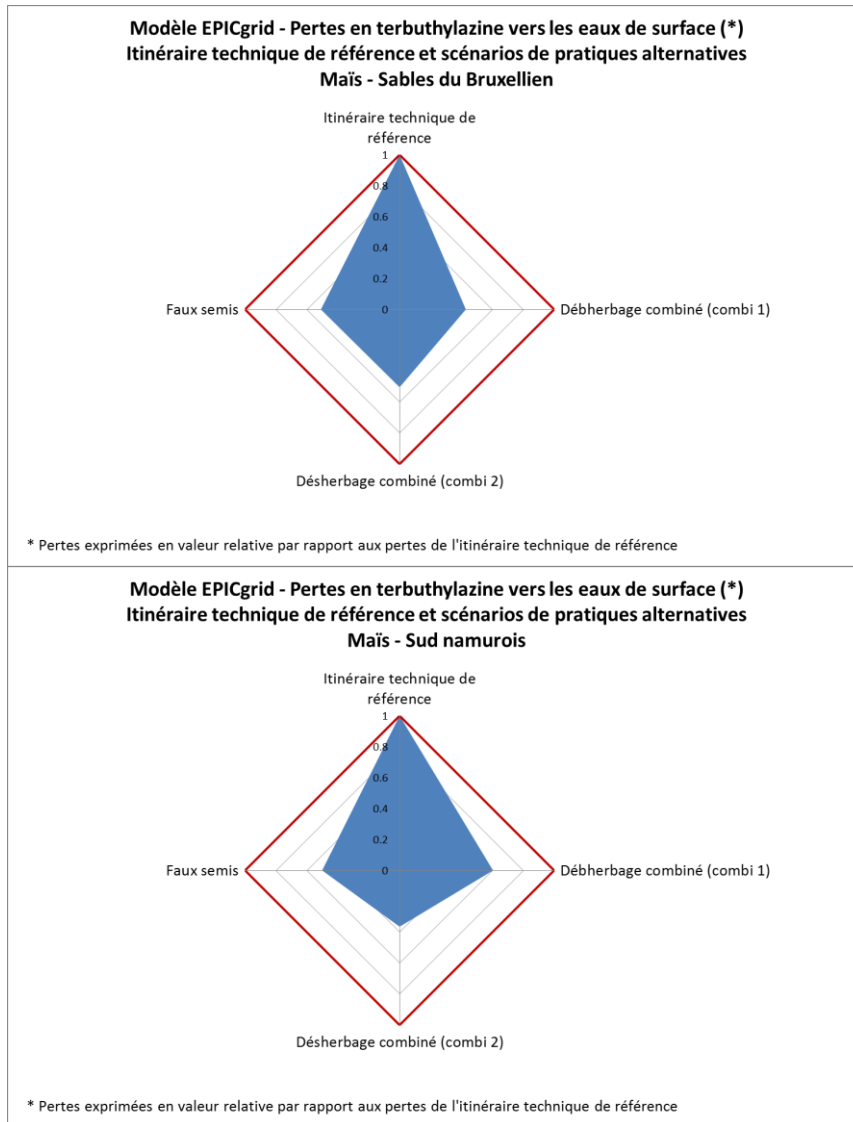 Modèle EPICgrid - Pertes en terbuthylazine vers les eaux de surface (*)
Itinéraire technique de référence et scénarios de pratiques alternatives
Maïs - Sables du Bruxellien
Itinéraire technique de
référence
1
0.8
0.6
0.4
0.2
0
Faux semis
Débherbage combiné (combi 1)
Désherbage combiné (combi 2)
* Pertes exprimées en valeur relative par rapport aux pertes de l'itinéraire technique de référence
Modèle EPICgrid - Pertes en terbuthylazine vers les eaux de surface (*)
Itinéraire technique de référence et scénarios de pratiques alternatives
Maïs - Sud namurois
Itinéraire technique de
référence
1
0.8
0.6
0.4
0.2
0
Faux semis
Débherbage combiné (combi 1)
Désherbage combiné (combi 2)
* Pertes exprimées en valeur relative par rapport aux pertes de l'itinéraire technique de référence